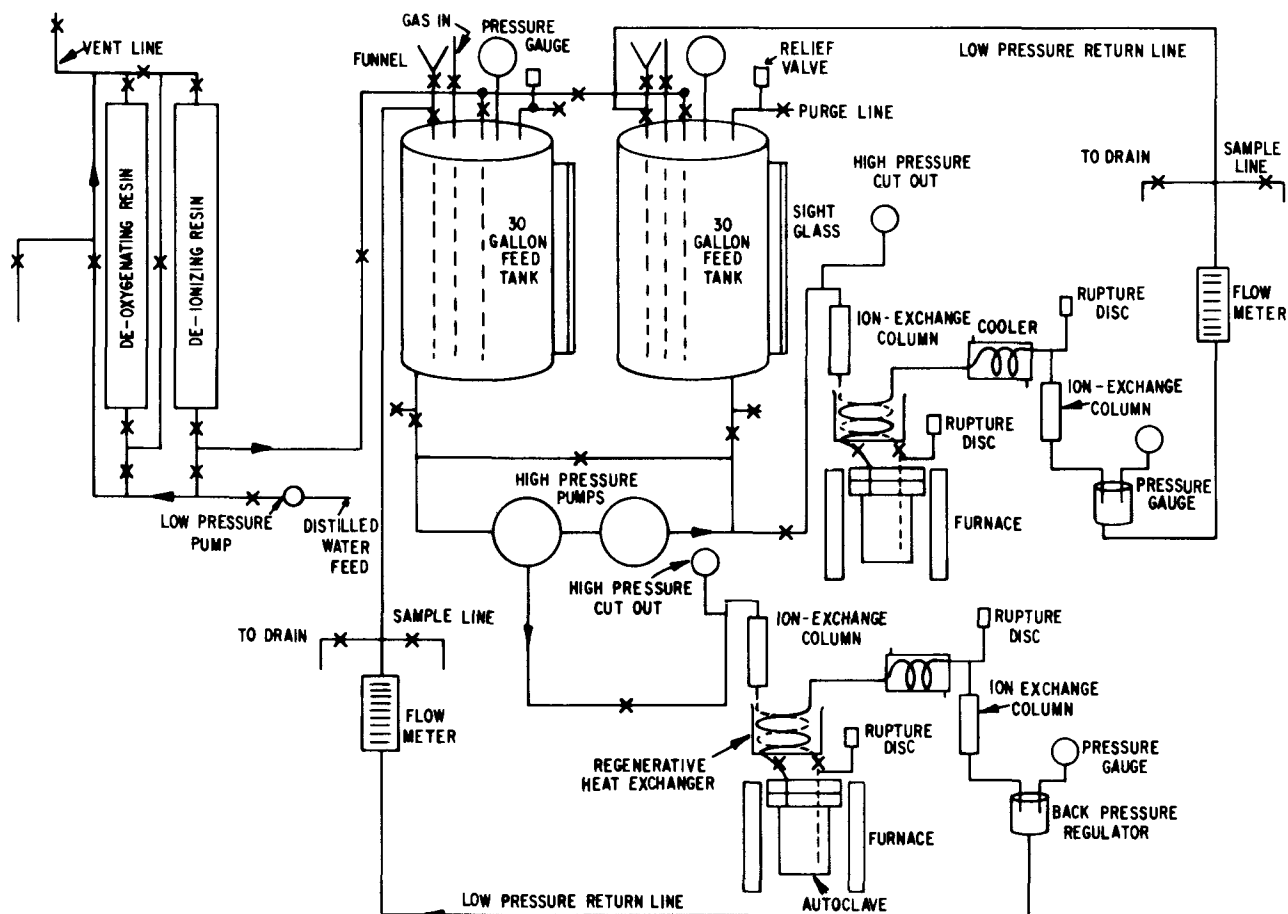 VENT LINE
GAS IN
PRESSURE
GAUGE
FUNNEL
RELIEF
VALVE
LOW PRESSURE RETURN LINE
PURGE LINE
DE-OXYGENATING RESIN
DE-IONIZING RESIN
30
GALLON
FEED
TANK
30
GALLON
FEED
TANK
SIGHT
GLASS
HIGH PRESSURE
CUT OUT
TO DRAIN
SAMPLE
LINE
FLOW
METER
ION-EXCHANGE
COLUMN
COOLER
RUPTURE
DISC
ION-EXCHANGE
COLUMN
RUPTURE
DISC
PRESSURE
GAUGE
FURNACE
HIGH PRESSURE
PUMPS
LOW PRESSURE
PUMP
DISTILLED
WATER
FEED
HIGH PRESSURE
CUT OUT
TO DRAIN
SAMPLE LINE
FLOW
METER
ION-EXCHANGE
COLUMN
RUPTURE
DISC
ION EXCHANGE
COLUMN
RUPTURE
DISC
PRESSURE
GAUGE
REGENERATIVE
HEAT EXCHANGER
FURNACE
BACK PRESSURE
REGULATOR
AUTOCLAVE
LOW PRESSURE RETURN LINE